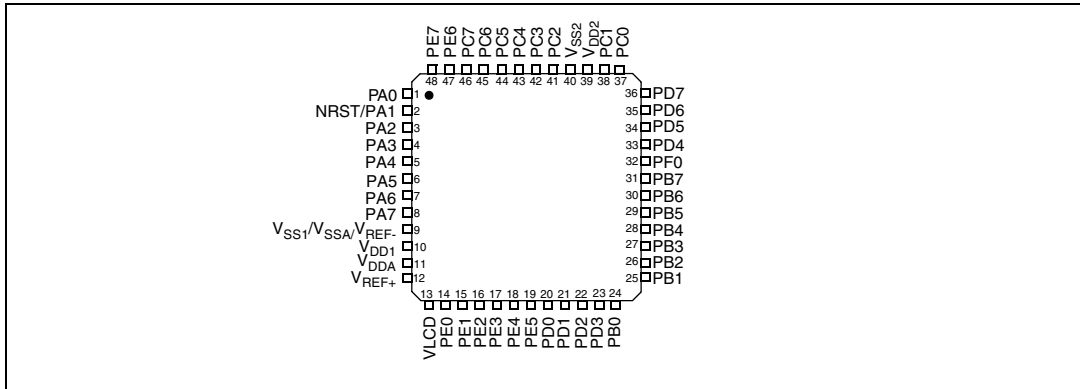 PE7 PE6 PC7 PC6 PC5 PC4 PC3 PC2 VSS2 VDD2 PC1 PC0
48 47 46 45 44 43 42 41 40 39 38 37
PA0 1 36 PD7
NRST/PA1 2 35 PD6
PA2 3 34 PD5
PA3 4 33 PD4
PA4 5 32 PF0
PA5 6 31 PB7
PA6 7 30 PB6
PA7 8 29 PB5
VSS1/VSSA/VREF- 9 28 PB4
VDD1 10 27 PB3
VDDA 11 26 PB2
VREF+ 12 25 PB1
13 14 15 16 17 18 19 20 21 22 23 24
VLCD PE0 PE1 PE2 PE3 PE4 PE5 PD0 PD1 PD2 PD3 PB0